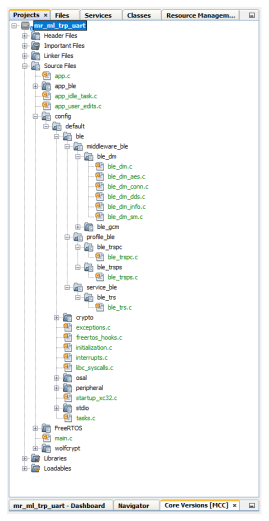 Projects × Files Services Classes Resource Managem...
mr_ml_trp_uart
Header Files
Important Files
Linker Files
Source Files
app.c
app_ble
app_idle_task.c
app_user_edits.c
config
default
ble
middleware_ble
ble_dm
ble_dm.c
ble_dm_aes.c
ble_dm_conn.c
ble_dm_dds.c
ble_dm_info.c
ble_dm_sm.c
ble_gcm
profile_ble
ble_trspc
ble_trspc.c
ble_trsps
ble_trsps.c
service_ble
ble_trs
ble_trs.c
crypto
exceptions.c
freertos_hooks.c
initialization.c
interrupts.c
libc_syscalls.c
osal
peripheral
startup_xc32.c
stdio
tasks.c
FreeRTOS
main.c
wolfcrypt
Libraries
Loadables
mr_ml_trp_uart - Dashboard Navigator Core Versions [MCC] ×